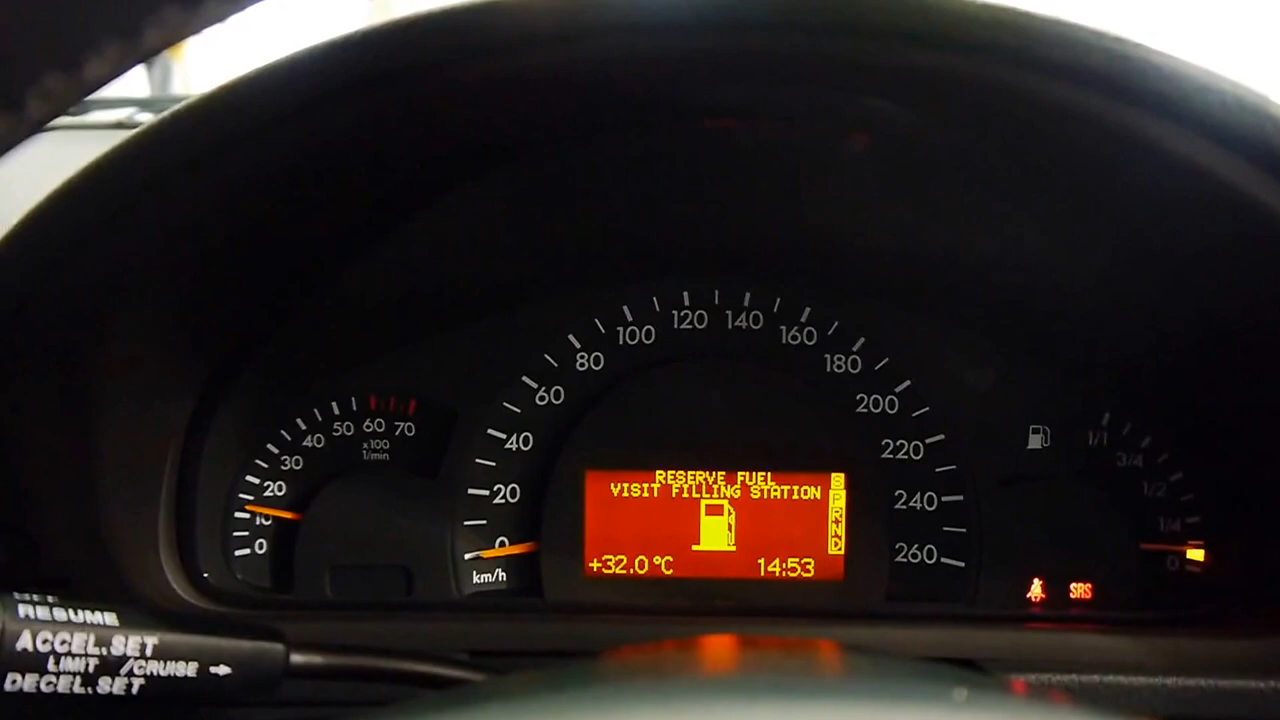 120 140
100 160
80 180
60 200
50 60 70
40 x100
1/min
30
20
10
0
40
20
0
km/h
220
240
260
RESERVE FUEL
VISIT FILLING STATION
+32.0°C 14:53
S
P
R
N
D
1/1
3/4
1/2
1/4
0
SRS
RESUME
ACCEL.SET
LIMIT /CRUISE
DECEL.SET